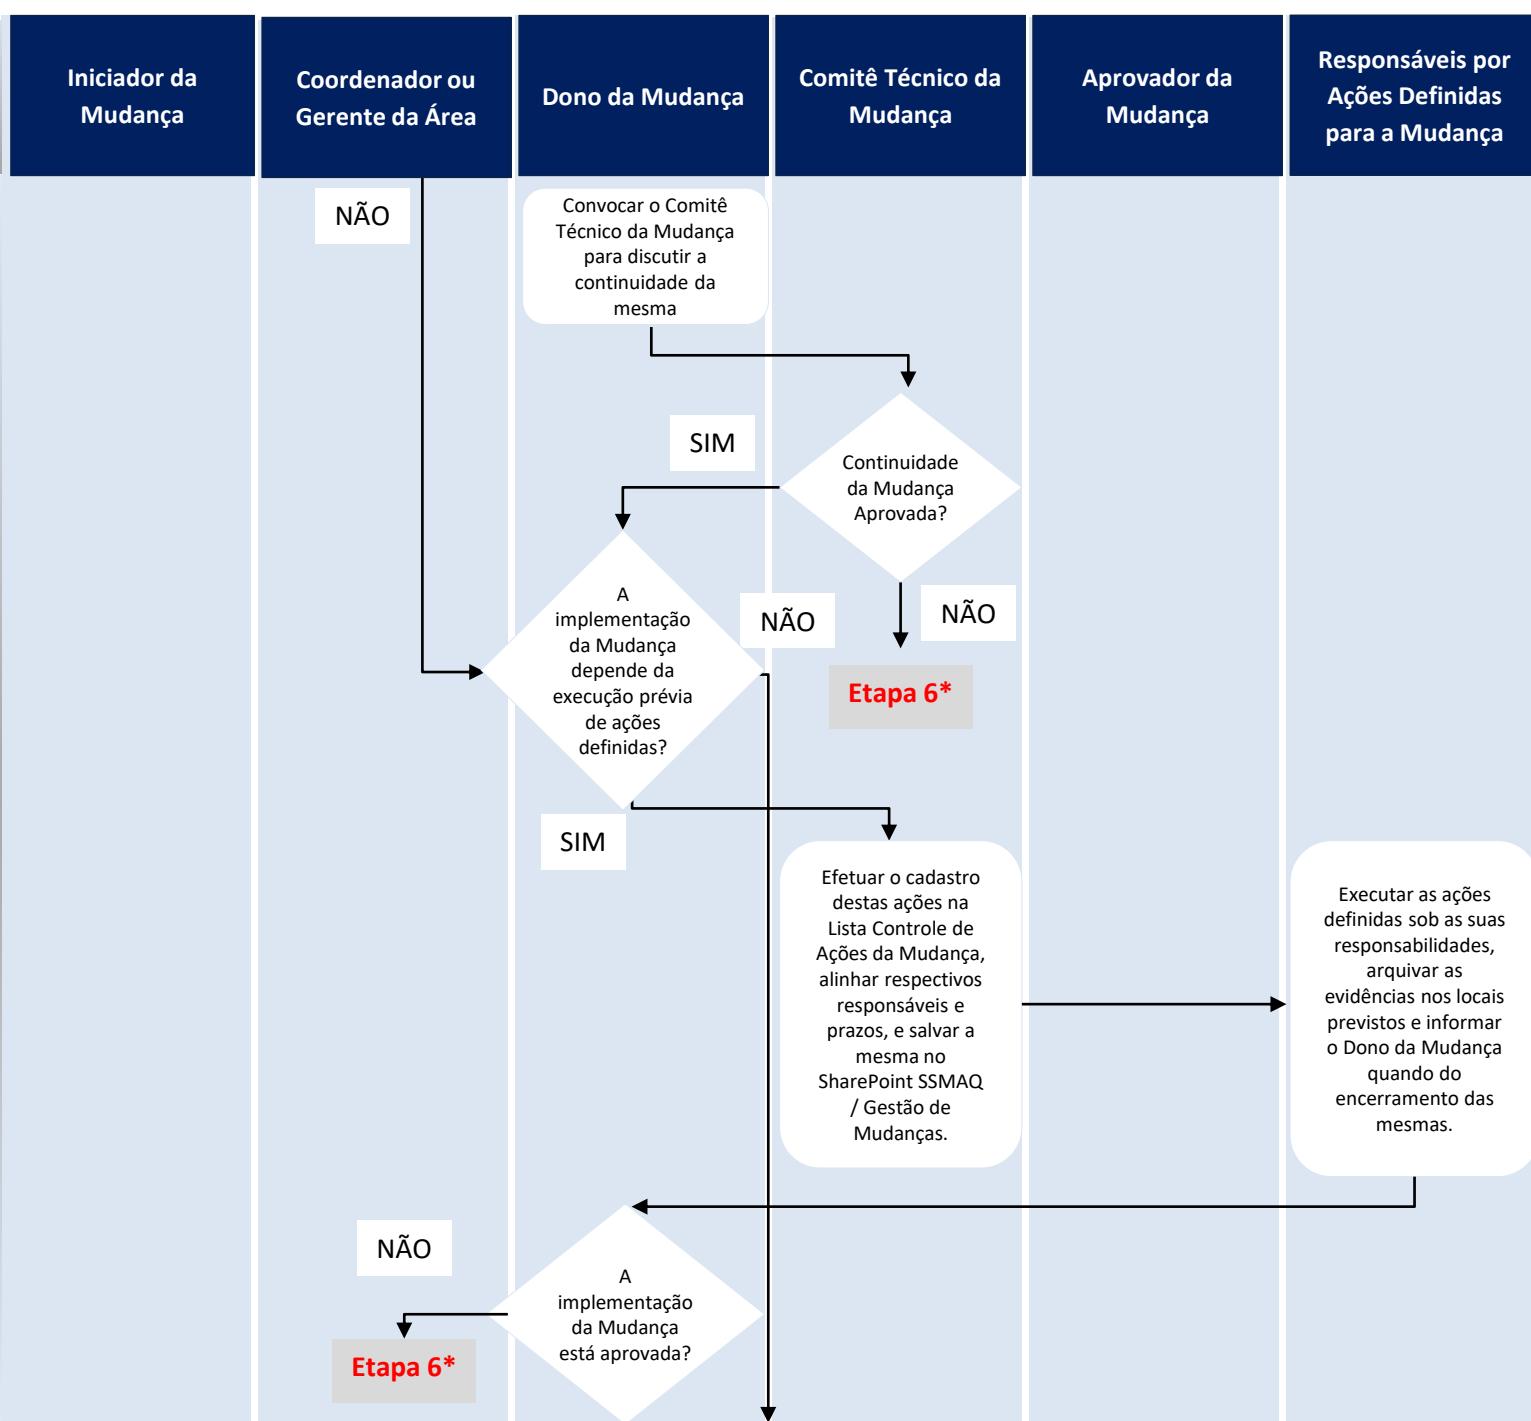 Iniciador da
Mudança
Coordenador ou
Gerente da Área
Dono da Mudança
Comitê Técnico da
Mudança
Aprovador da
Mudança
Responsáveis por
Ações Definidas
para a Mudança
NÃO
Convocar o Comitê
Técnico da Mudança
para discutir a
continuidade da
mesma
SIM
Continuidade
da Mudança
Aprovada?
A
implementação
da Mudança
depende da
execução prévia
de ações
definidas?
NÃO
NÃO
Etapa 6*
SIM
Efetuar o cadastro
destas ações na
Lista Controle de
Ações da Mudança,
alinhar respectivos
responsáveis e
prazos, e salvar a
mesma no
SharePoint SSMAQ
/ Gestão de
Mudanças.
Executar as ações
definidas sob as suas
responsabilidades,
arquivar as
evidências nos locais
previstos e informar
o Dono da Mudança
quando do
encerramento das
mesmas.
NÃO
A
implementação
da Mudança
está aprovada?
Etapa 6*